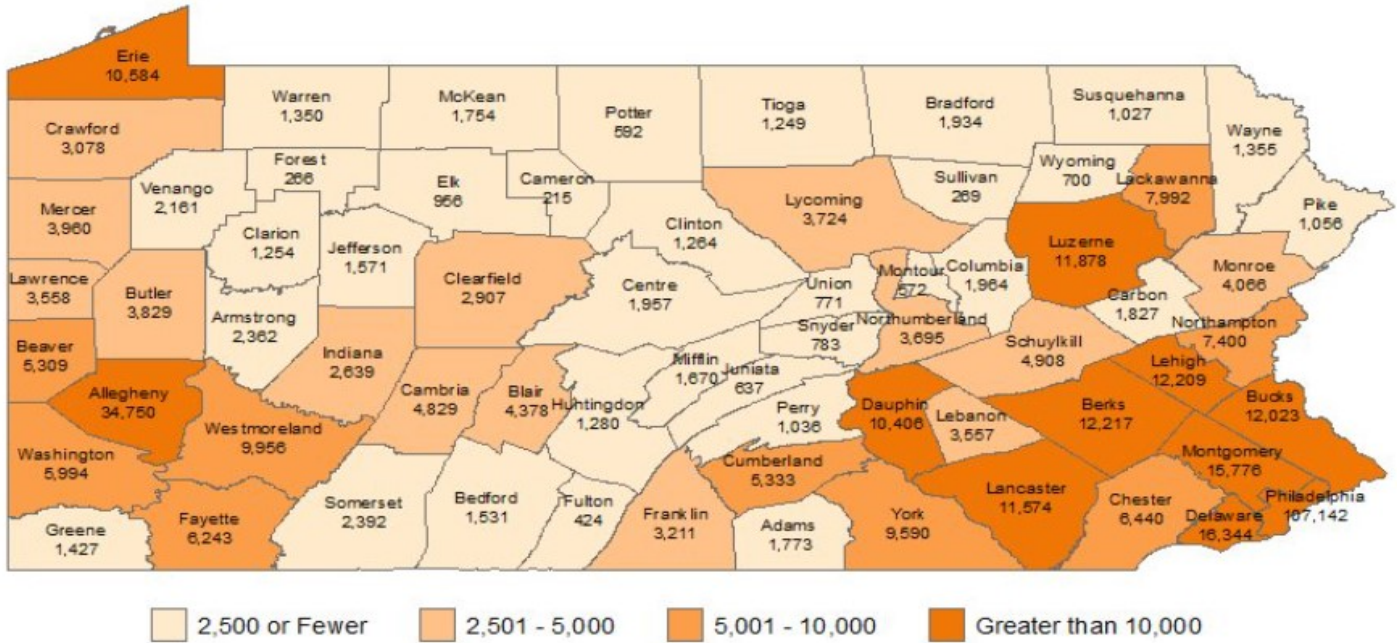 Erie
10,584
Warren
1,350
McKean
1,754
Potter
592
Tioga
1,249
Bradford
1,934
Susquehanna
1,027
Wayne
1,355
Crawford
3,078
Forest
266
Venango
2,161
Elk
956
Cameron
215
Wyoming
700
Lackawanna
7,992
Sullivan
269
Pike
1,056
Mercer
3,960
Clarion
1,254
Jefferson
1,571
Clinton
1,264
Lycoming
3,724
Luzerne
11,878
Monroe
4,066
Lawrence
3,558
Butler
3,829
Clearfield
2,907
Centre
1,957
Union
771
Montour
572
Columbia
1,964
Carbon
1,827
Armstrong
2,362
Snyder
783
Northumberland
3,695
Northampton
7,400
Beaver
5,309
Indiana
2,639
Schuylkill
4,908
Lehigh
12,209
Mifflin
1,670
Juniata
637
Allegheny
34,750
Cambria
4,829
Blair
4,378
Huntingdon
1,280
Perry
1,036
Dauphin
10,406
Lebanon
3,557
Berks
12,217
Bucks
12,023
Westmoreland
9,956
Washington
5,994
Cumberland
5,333
Montgomery
15,776
Somerset
2,392
Bedford
1,531
Fulton
424
Lancaster
11,574
Chester
6,440
Philadelphia
107,142
Greene
1,427
Fayette
6,243
Franklin
3,211
Adams
1,773
York
9,590
Delaware
16,344
2,500 or Fewer
2,501 - 5,000
5,001 - 10,000
Greater than 10,000